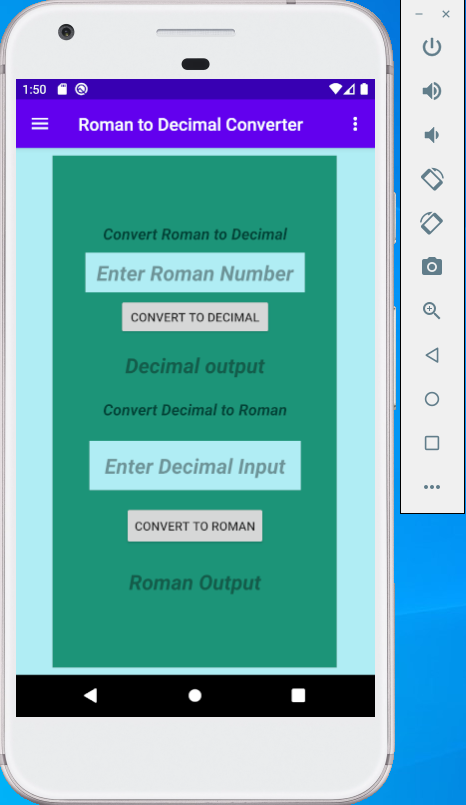 1:50
Roman to Decimal Converter
Convert Roman to Decimal
Enter Roman Number
CONVERT TO DECIMAL
Decimal output
Convert Decimal to Roman
Enter Decimal Input
CONVERT TO ROMAN
Roman Output